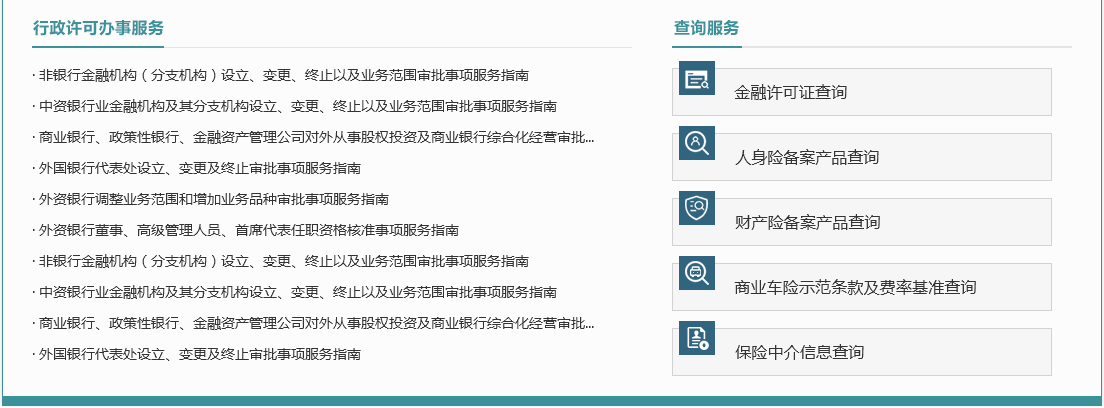 行政许可办事服务
· 非银行金融机构（分支机构）设立、变更、终止以及业务范围审批事项服务指南
· 中资银行业金融机构及其分支机构设立、变更、终止以及业务范围审批事项服务指南
· 商业银行、政策性银行、金融资产管理公司对外从事股权投资及商业银行综合化经营审批...
· 外国银行代表处设立、变更及终止审批事项服务指南
· 外资银行调整业务范围和增加业务品种审批事项服务指南
· 外资银行董事、高级管理人员、首席代表任职资格核准事项服务指南
· 非银行金融机构（分支机构）设立、变更、终止以及业务范围审批事项服务指南
· 中资银行业金融机构及其分支机构设立、变更、终止以及业务范围审批事项服务指南
· 商业银行、政策性银行、金融资产管理公司对外从事股权投资及商业银行综合化经营审批...
· 外国银行代表处设立、变更及终止审批事项服务指南
查询服务
金融许可证查询
人身险备案产品查询
财产险备案产品查询
商业车险示范条款及费率基准查询
保险中介信息查询